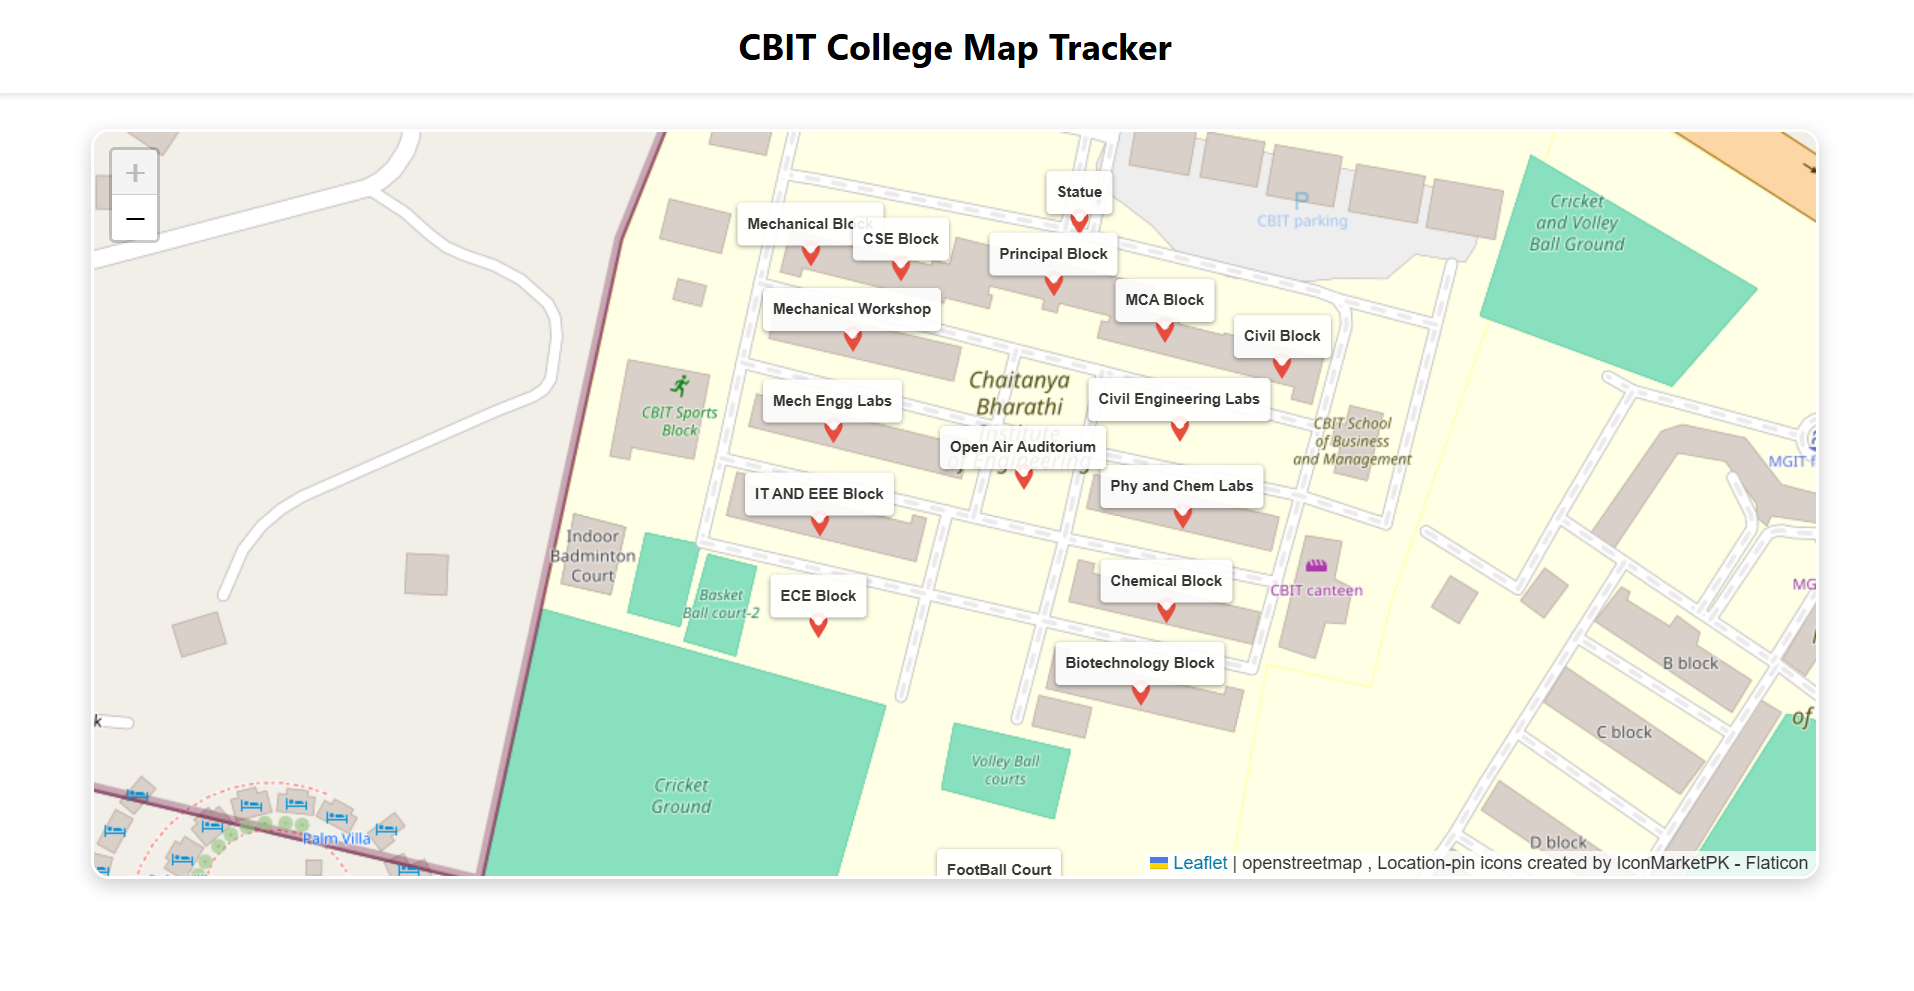 CBIT College Map Tracker
+
−
Statue
Mechanical Block
CSE Block
Principal Block
CBIT parking
Cricket
and Volley
Ball Ground
Mechanical Workshop
MCA Block
Civil Block
Chaitanya
Bharathi
Institute
of Engineering
CBIT Sports
Block
Mech Engg Labs
Civil Engineering Labs
Open Air Auditorium
CBIT School
of Business
and Management
MGIT f
IT AND EEE Block
Phy and Chem Labs
Indoor
Badminton
Court
Basket
Ball court-2
ECE Block
Chemical Block
CBIT canteen
MG
Biotechnology Block
B block
C block
of
k
Volley Ball
courts
Cricket
Ground
Palm Villa
D block
FootBall Court
Leaflet | openstreetmap , Location-pin icons created by IconMarketPK - Flaticon